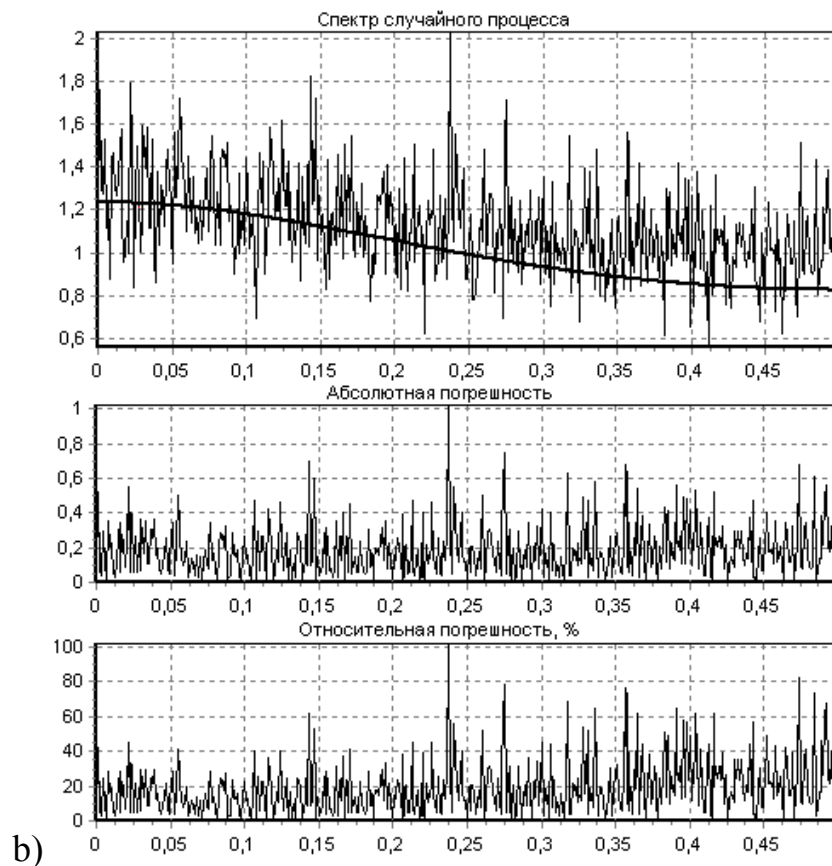 Спектр случайного процесса
2
1,8
1,6
1,4
1,2
1
0,8
0,6
0 0,05 0,1 0,15 0,2 0,25 0,3 0,35 0,4 0,45
Абсолютная погрешность
1
0,8
0,6
0,4
0,2
0
0 0,05 0,1 0,15 0,2 0,25 0,3 0,35 0,4 0,45
Относительная погрешность, %
100
80
60
40
20
0
0 0,05 0,1 0,15 0,2 0,25 0,3 0,35 0,4 0,45
b)